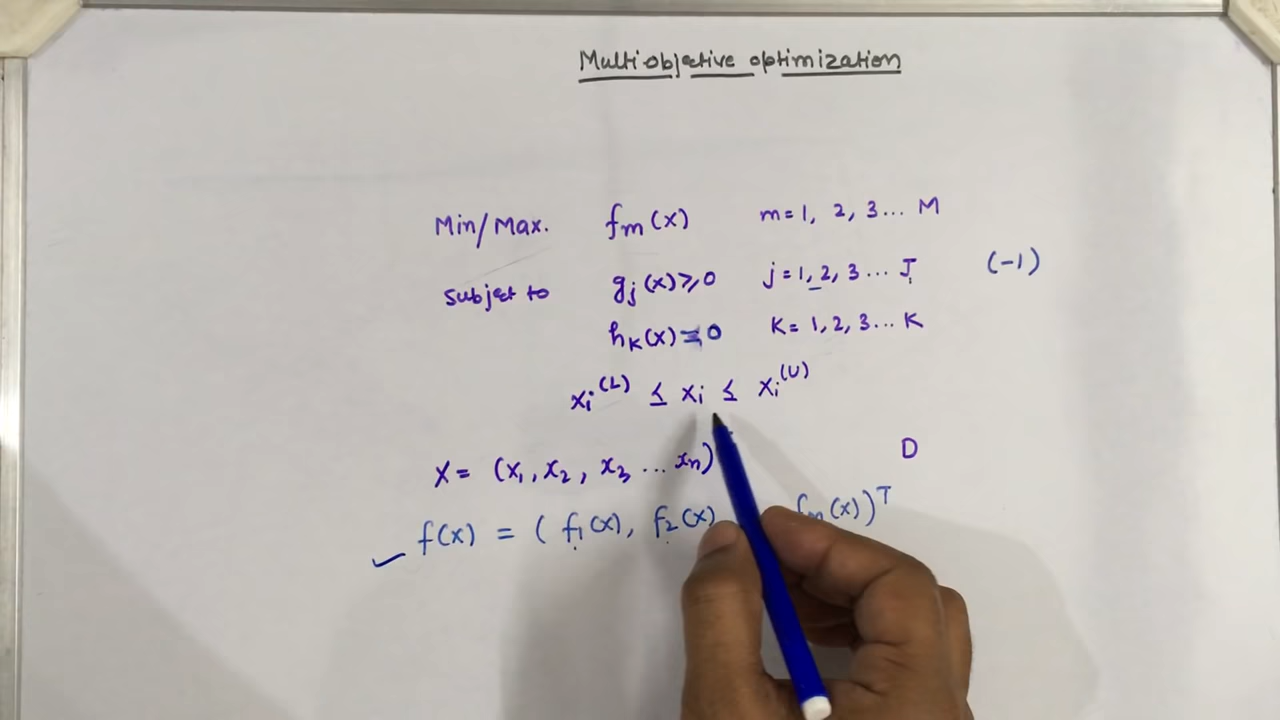 Multiobjective optimization
Min/Max. fm(x) m=1, 2, 3... M
Subject to gj(x)≥0 j=1, 2, 3... J (-1)
hK(x)=0 K= 1, 2, 3... K
xi(L) ≤ xi ≤ xi(U)
X= (x1, x2, x3 ... xn) D
✓ f(x) = ( f1(x), f2(x) fm(x))T